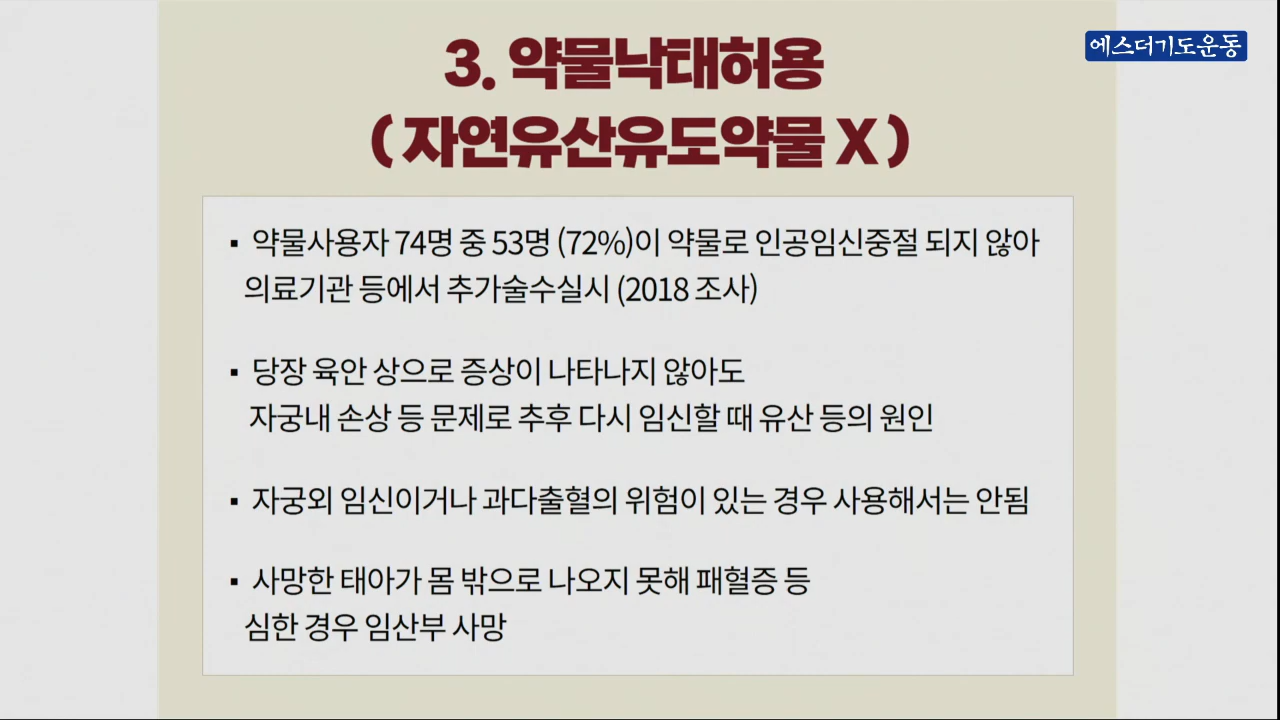 에스더기도운동
3. 약물낙태허용
( 자연유산유도약물 X )
▪ 약물사용자 74명 중 53명 (72%)이 약물로 인공임신중절 되지 않아
의료기관 등에서 추가술수실시 (2018 조사)
▪ 당장 육안 상으로 증상이 나타나지 않아도
자궁내 손상 등 문제로 추후 다시 임신할 때 유산 등의 원인
▪ 자궁외 임신이거나 과다출혈의 위험이 있는 경우 사용해서는 안됨
▪ 사망한 태아가 몸 밖으로 나오지 못해 패혈증 등
심한 경우 임산부 사망